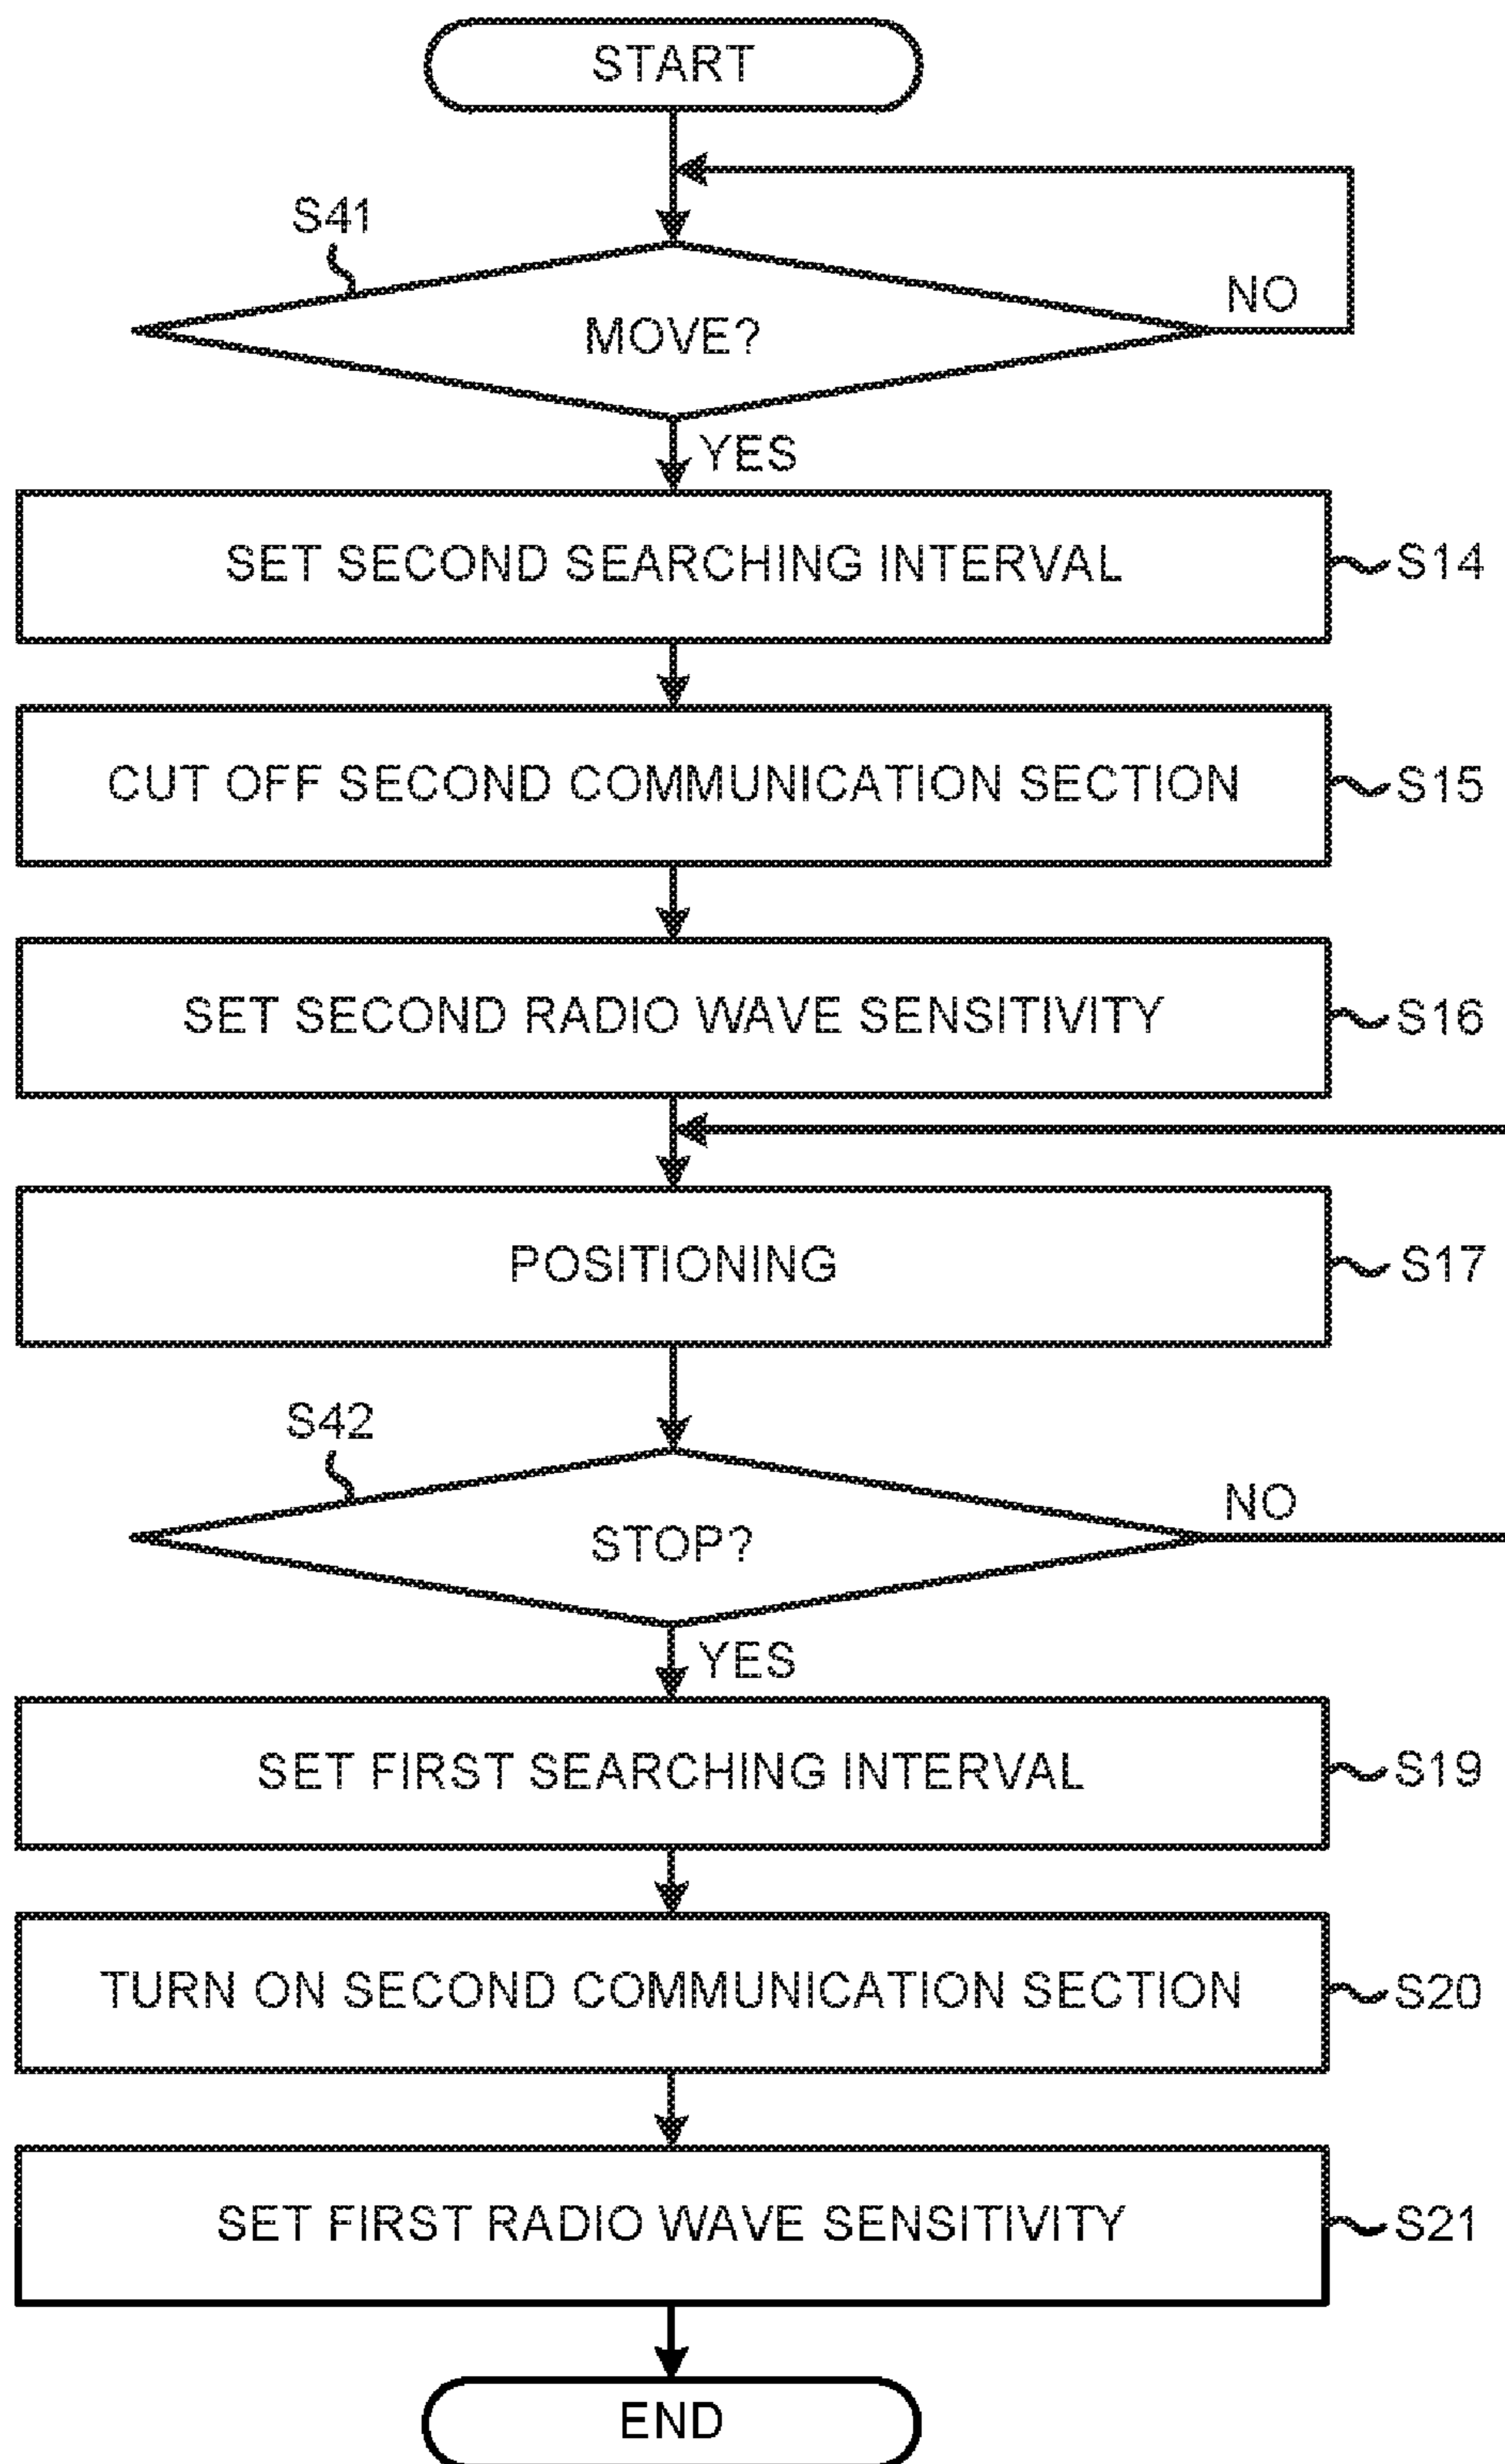 START
S41
NO
MOVE?
YES
SET SECOND SEARCHING INTERVAL
S14
CUT OFF SECOND COMMUNICATION SECTION
S15
SET SECOND RADIO WAVE SENSITIVITY
S16
POSITIONING
S17
S42
NO
STOP?
YES
SET FIRST SEARCHING INTERVAL
S19
TURN ON SECOND COMMUNICATION SECTION
S20
SET FIRST RADIO WAVE SENSITIVITY
S21
END